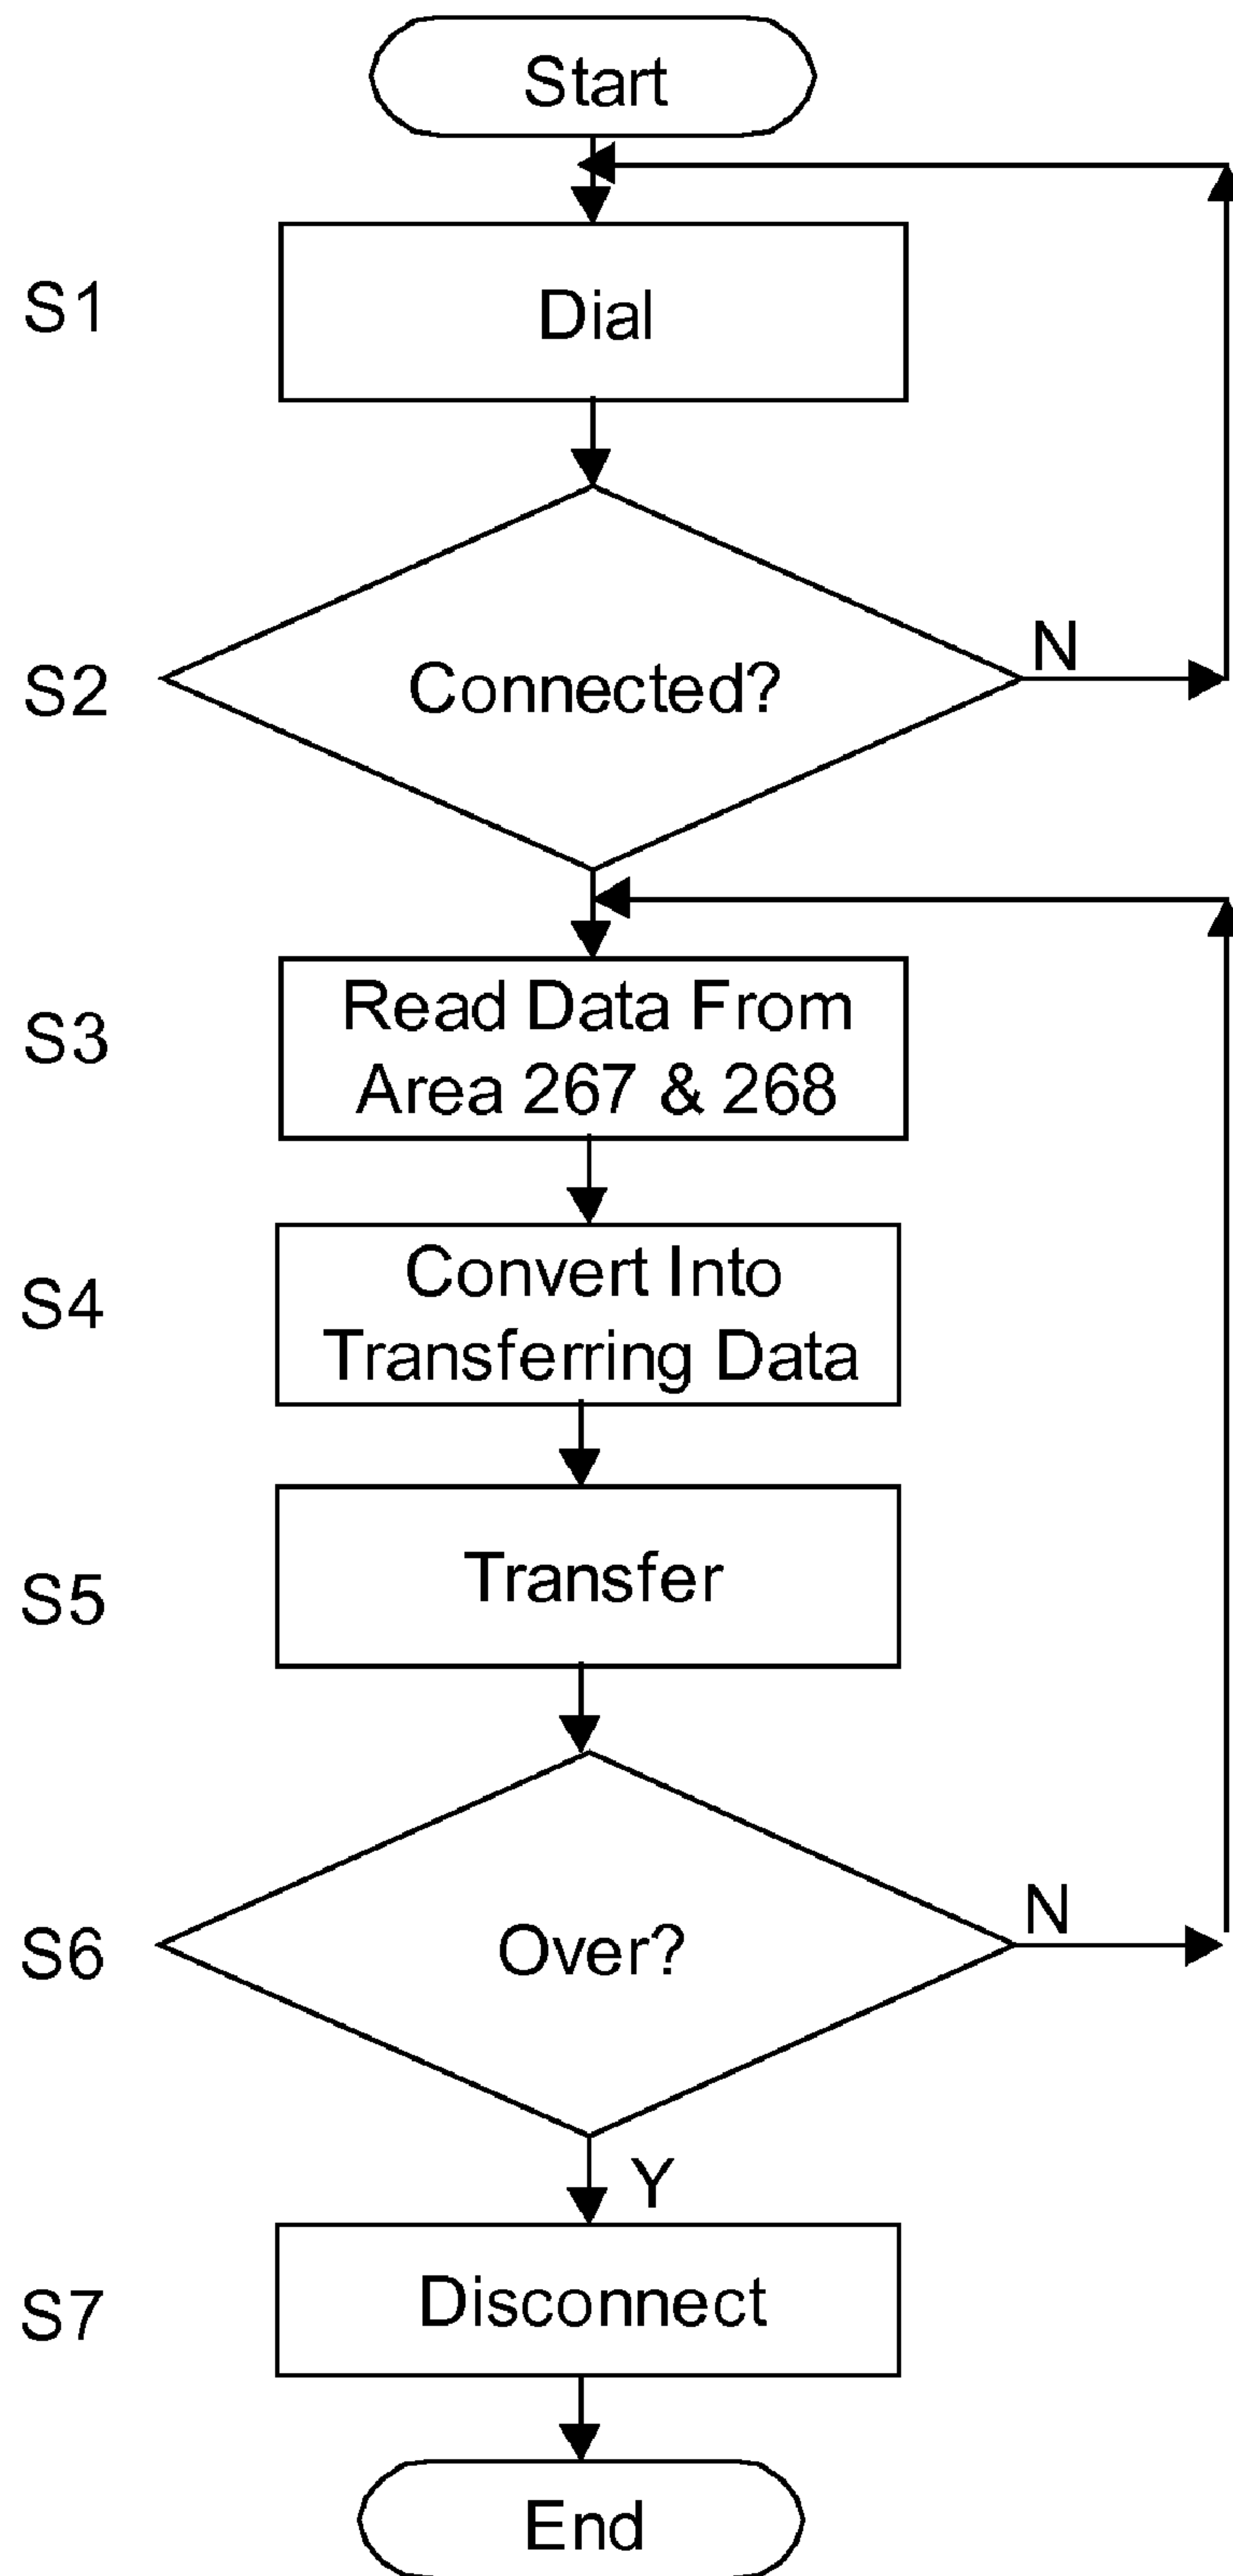 Start
S1
Dial
S2
Connected?
N
S3
Read Data From
Area 267 & 268
S4
Convert Into
Transferring Data
S5
Transfer
S6
Over?
N
Y
S7
Disconnect
End